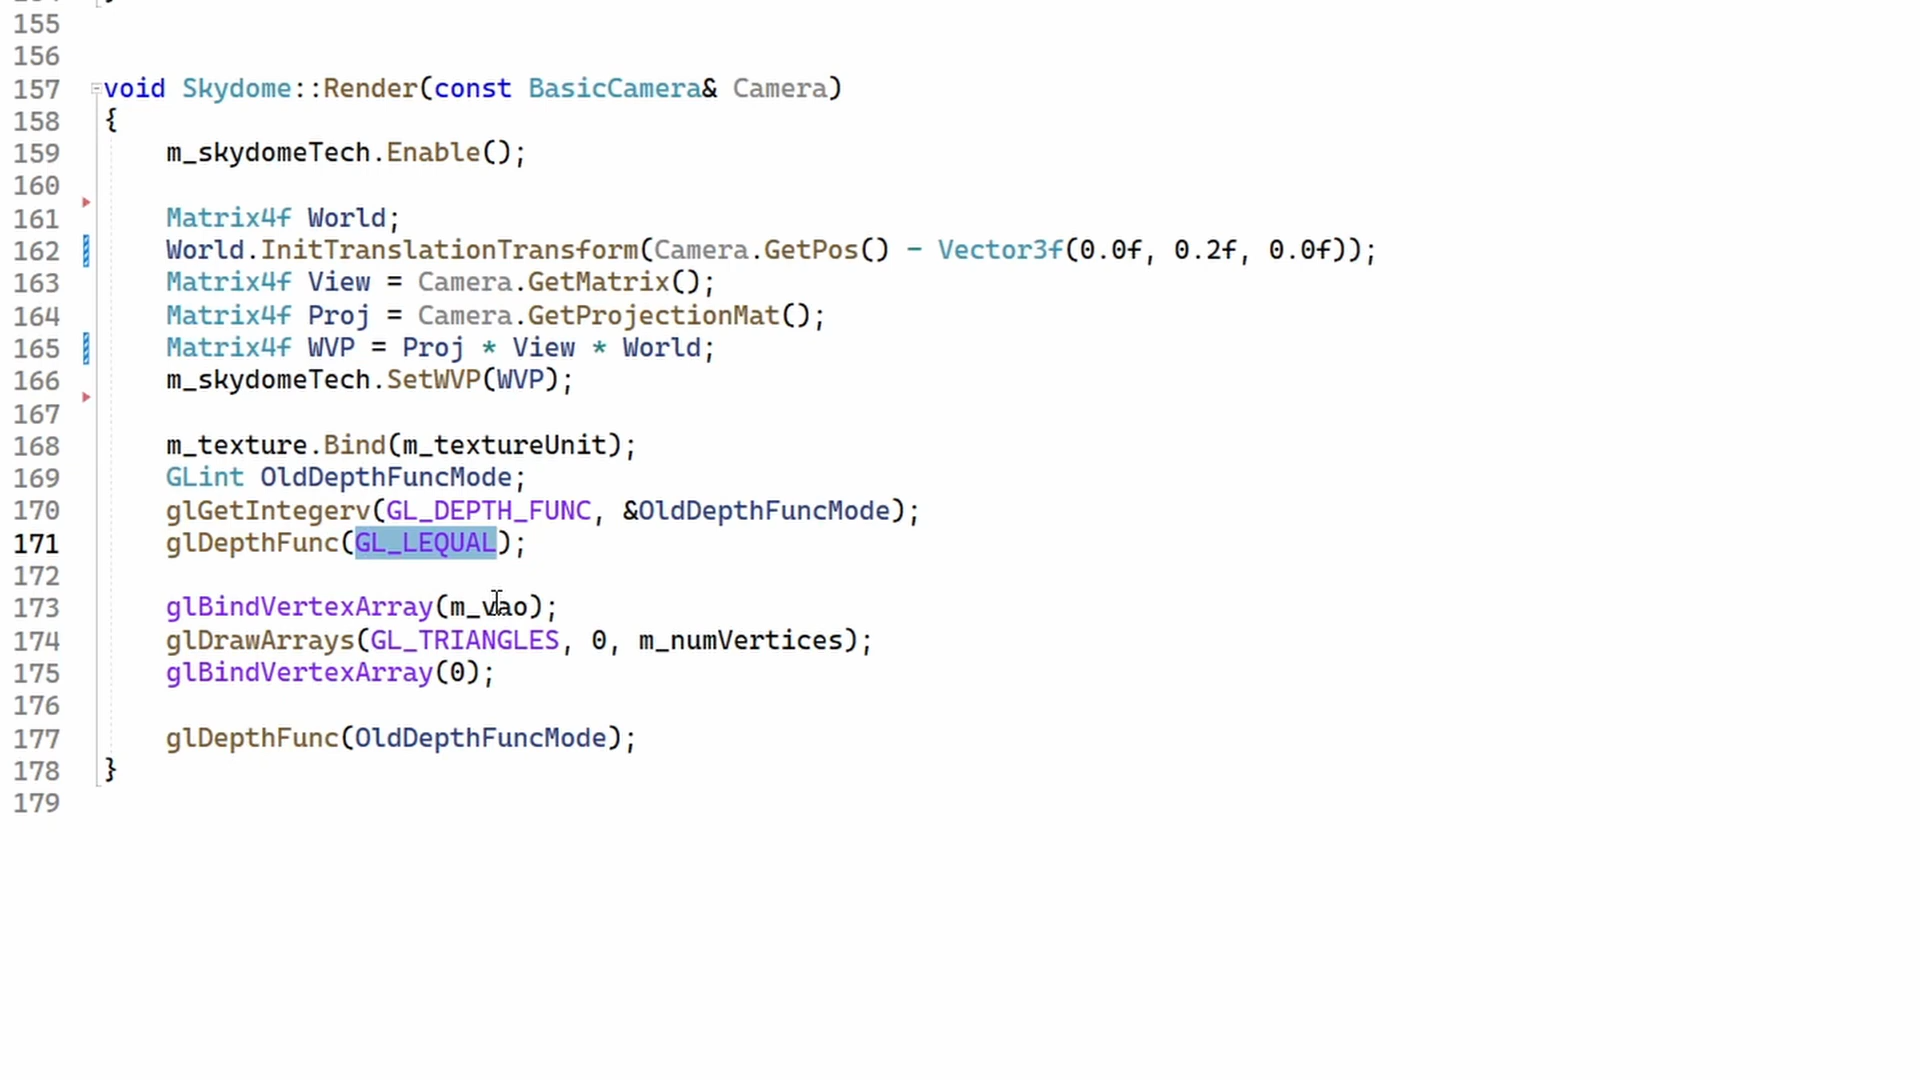 155
156
157 void Skydome::Render(const BasicCamera& Camera)
158 {
159 m_skydomeTech.Enable();
160
161 Matrix4f World;
162 World.InitTranslationTransform(Camera.GetPos() - Vector3f(0.0f, 0.2f, 0.0f));
163 Matrix4f View = Camera.GetMatrix();
164 Matrix4f Proj = Camera.GetProjectionMat();
165 Matrix4f WVP = Proj * View * World;
166 m_skydomeTech.SetWVP(WVP);
167
168 m_texture.Bind(m_textureUnit);
169 GLint OldDepthFuncMode;
170 glGetIntegerv(GL_DEPTH_FUNC, &OldDepthFuncMode);
171 glDepthFunc(GL_LEQUAL);
172
173 glBindVertexArray(m_vao);
174 glDrawArrays(GL_TRIANGLES, 0, m_numVertices);
175 glBindVertexArray(0);
176
177 glDepthFunc(OldDepthFuncMode);
178 }
179